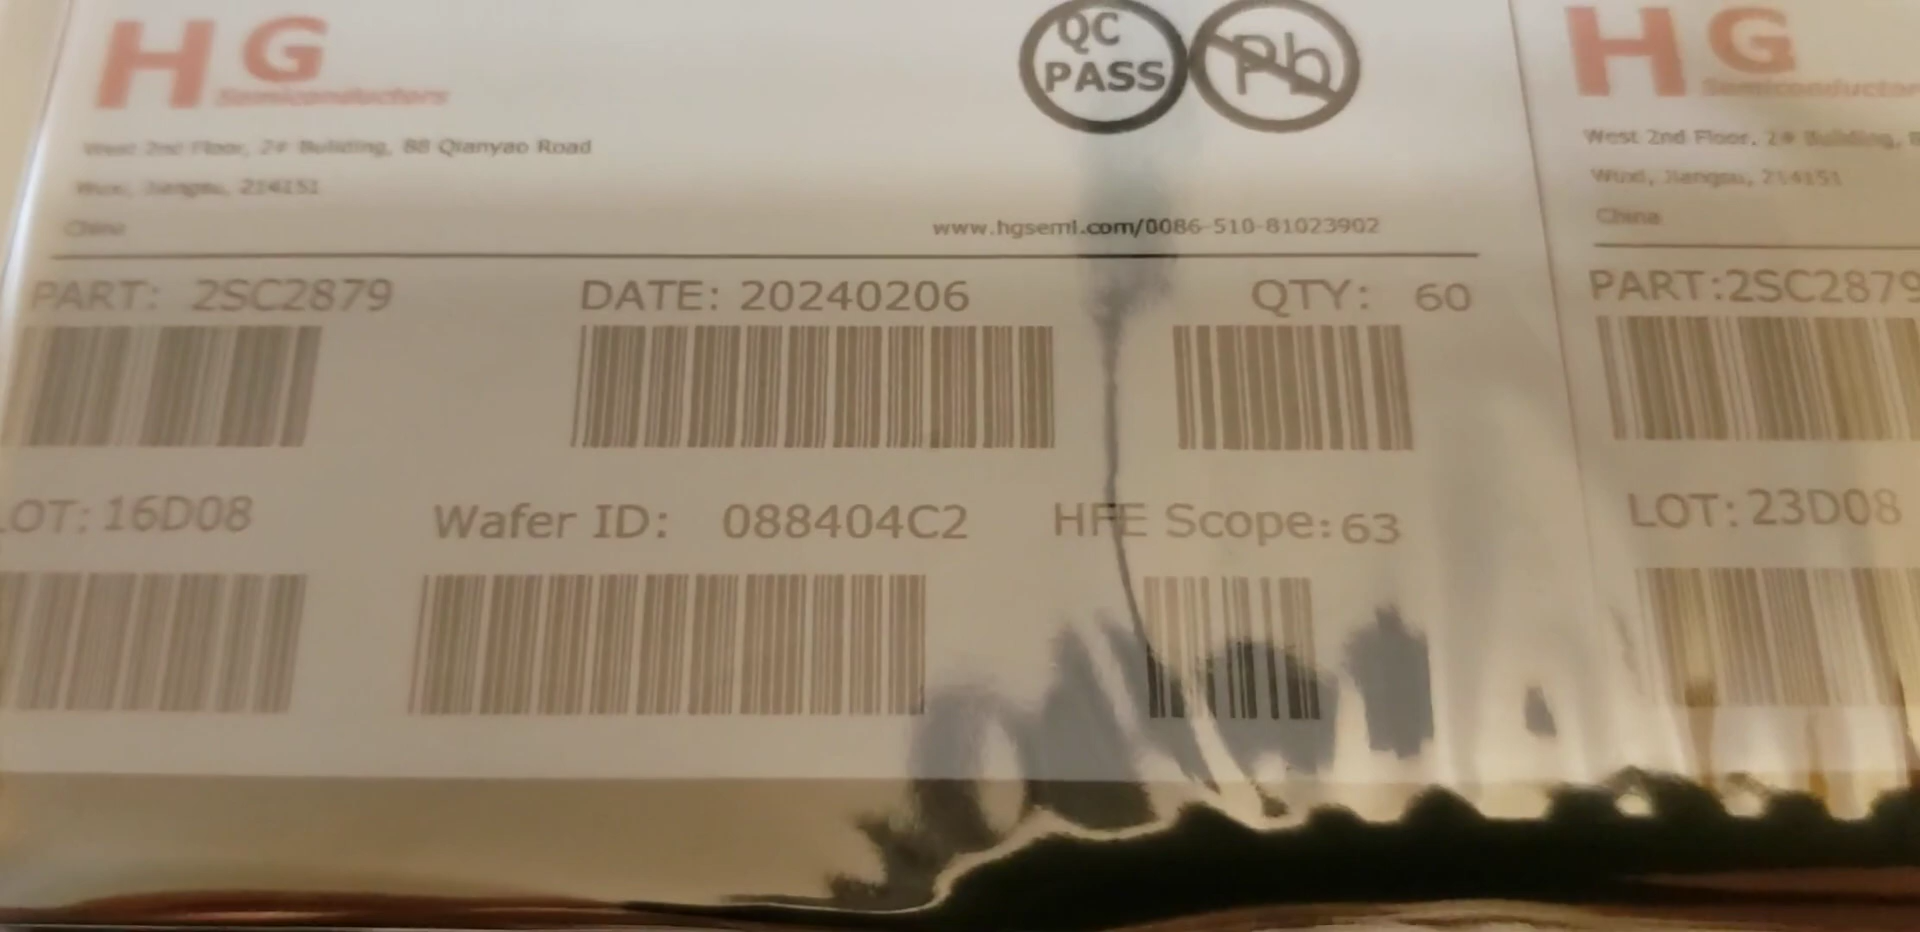 HG
Semiconductors
QC
PASS
Pb
West 2nd Floor, 2# Building, 88 Qianyao Road
Wuxi, Jiangsu, 214151
China
www.hgsemi.com/0086-510-81023902
PART: 2SC2879
DATE: 20240206
QTY: 60
LOT: 16D08
Wafer ID: 088404C2
HFE Scope: 63
HG
Semiconductor
West 2nd Floor, 2# Building,
Wuxi, Jiangsu, 214151
China
PART:2SC2879
LOT: 23D08